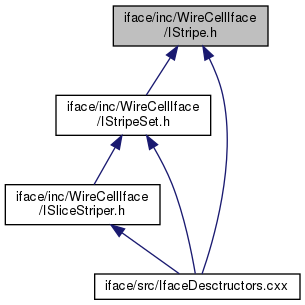 iface/inc/WireCellIface
/IStripe.h
iface/inc/WireCellIface
/IStripeSet.h
iface/inc/WireCellIface
/ISliceStriper.h
iface/src/IfaceDesctructors.cxx